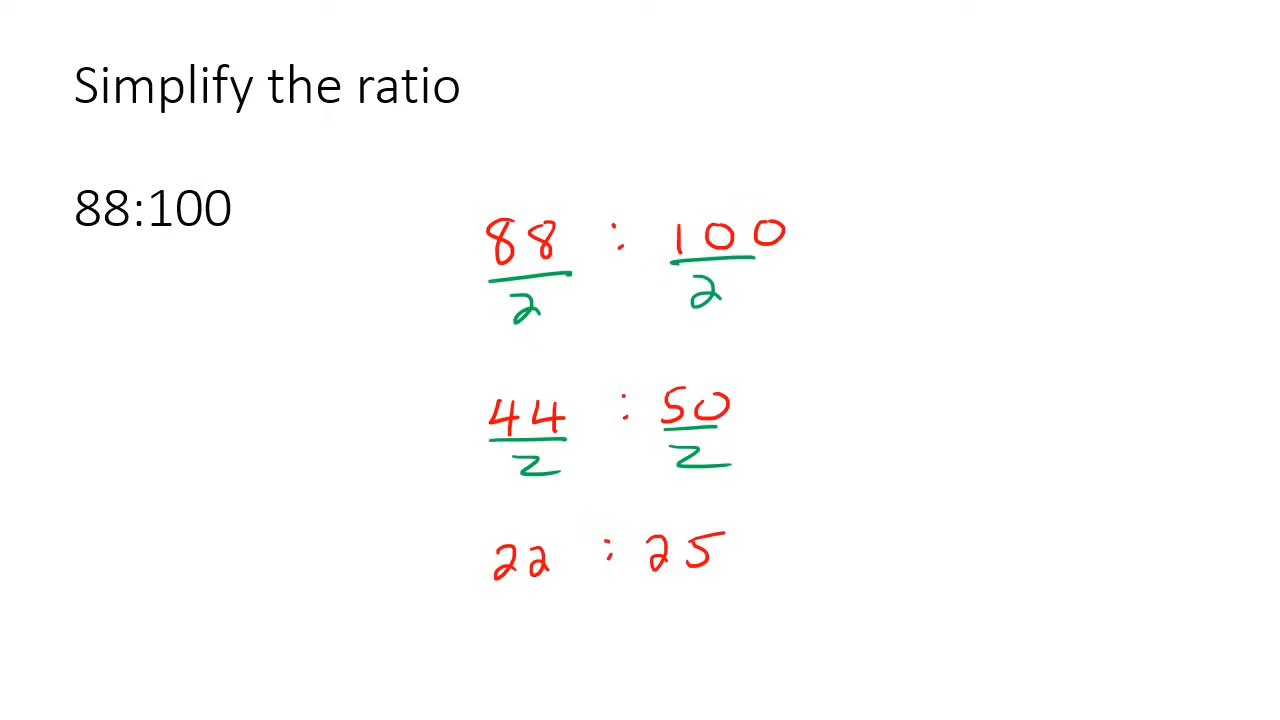 Simplify the ratio
88:100
88 : 100
2 2
44 : 50
2 2
22 : 25